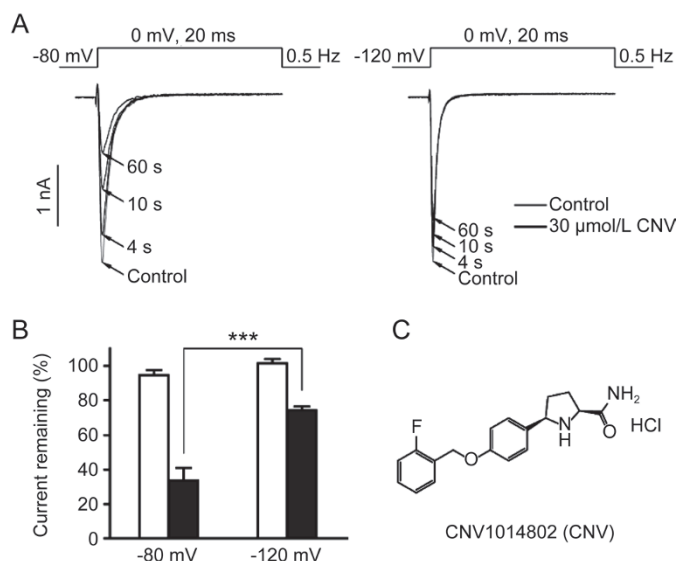 A
0 mV, 20 ms
-80 mV
0.5 Hz
60 s
10 s
4 s
Control
1 nA
0 mV, 20 ms
-120 mV
0.5 Hz
60 s
10 s
4 s
Control
Control
30 µmol/L CNV
B
***
Current remaining (%)
100
80
60
40
20
0
-80 mV
-120 mV
C
F
O
N
H
NH2
O
HCl
CNV1014802 (CNV)